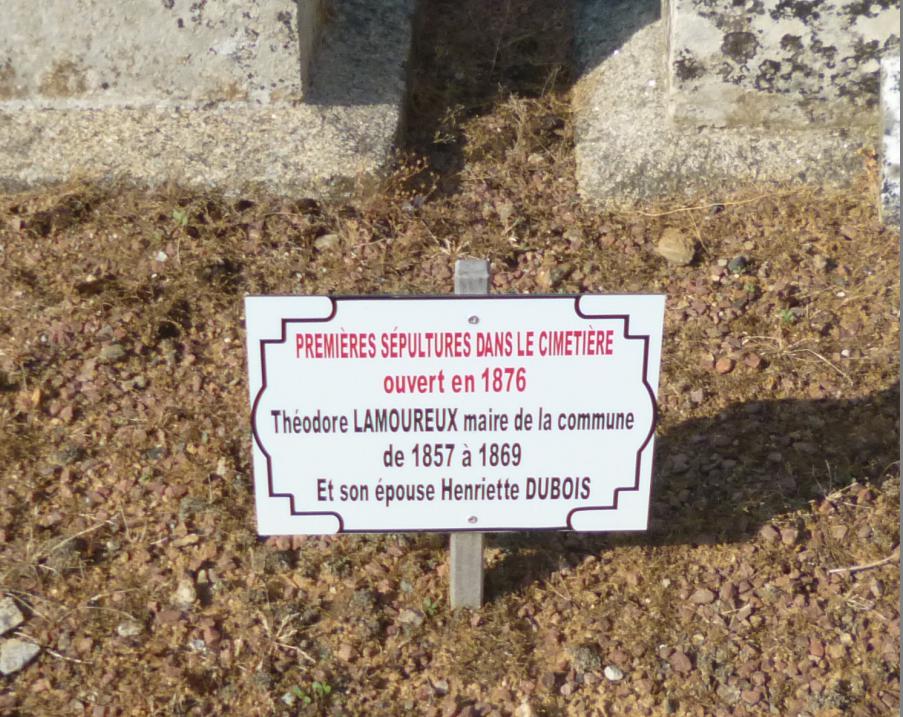 PREMIÈRES SÉPULTURES DANS LE CIMETIÈRE
ouvert en 1876
Théodore LAMOUREUX maire de la commune
de 1857 à 1869
Et son épouse Henriette DUBOIS